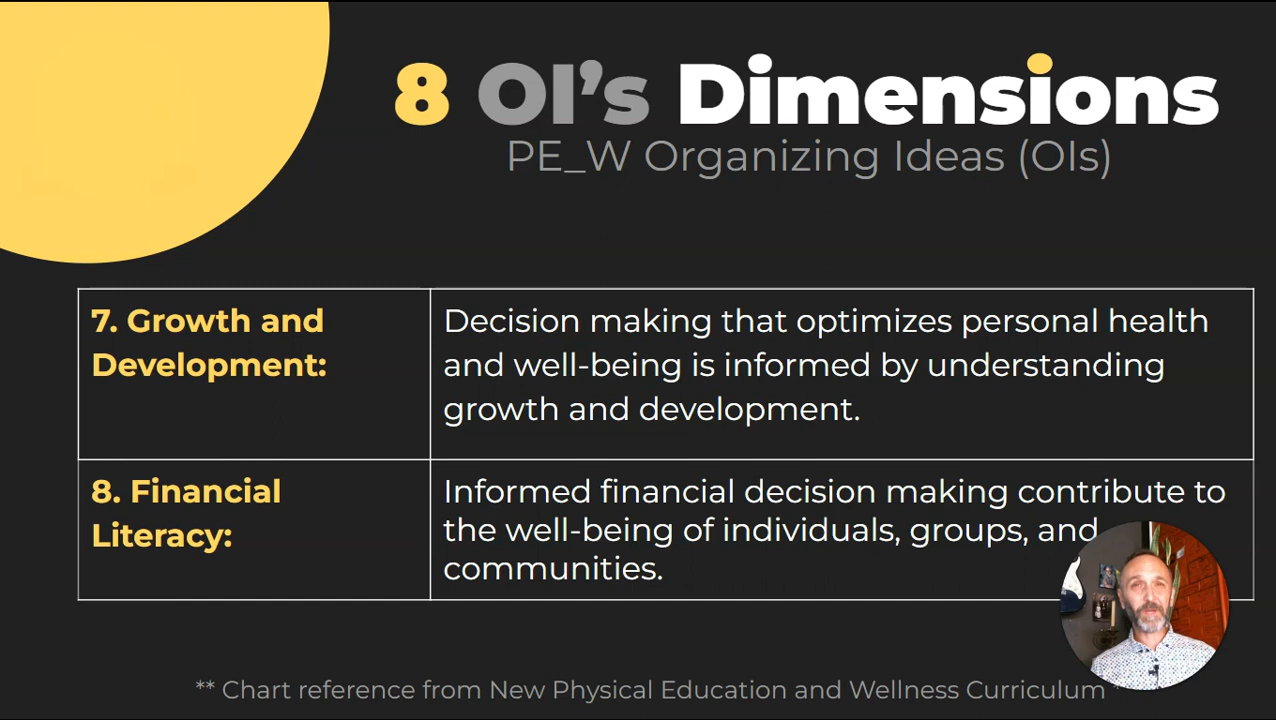 8 OI's Dimensions
PE_W Organizing Ideas (OIs)
7. Growth and
Development:
Decision making that optimizes personal health
and well-being is informed by understanding
growth and development.
8. Financial
Literacy:
Informed financial decision making contribute to
the well-being of individuals, groups, and
communities.
** Chart reference from New Physical Education and Wellness Curriculum *